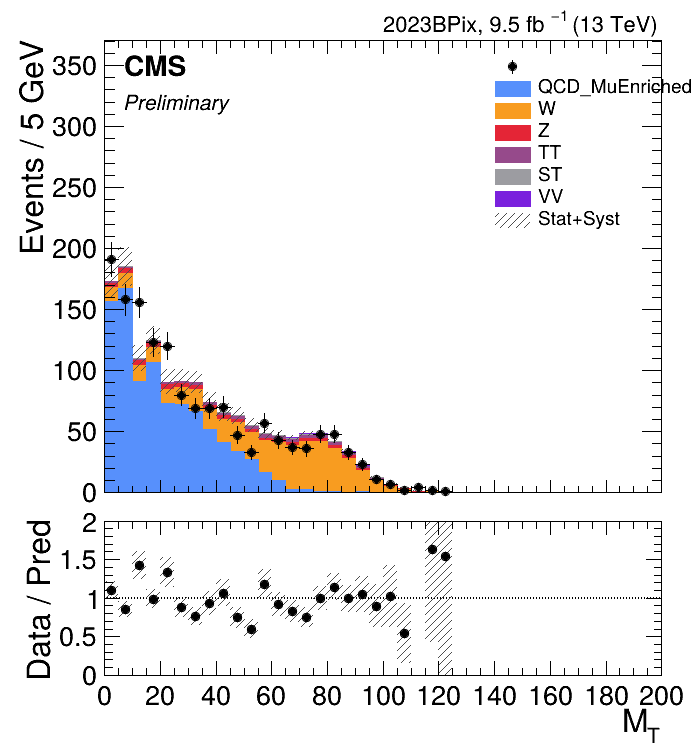 2023BPix, 9.5 fb⁻¹ (13 TeV)
CMS
Preliminary
QCD_MuEnriched
W
Z
TT
ST
VV
Stat+Syst
Events / 5 GeV
350
300
250
200
150
100
50
0
Data / Pred
2
1.5
1
0.5
0
0 20 40 60 80 100 120 140 160 180 200
M_T